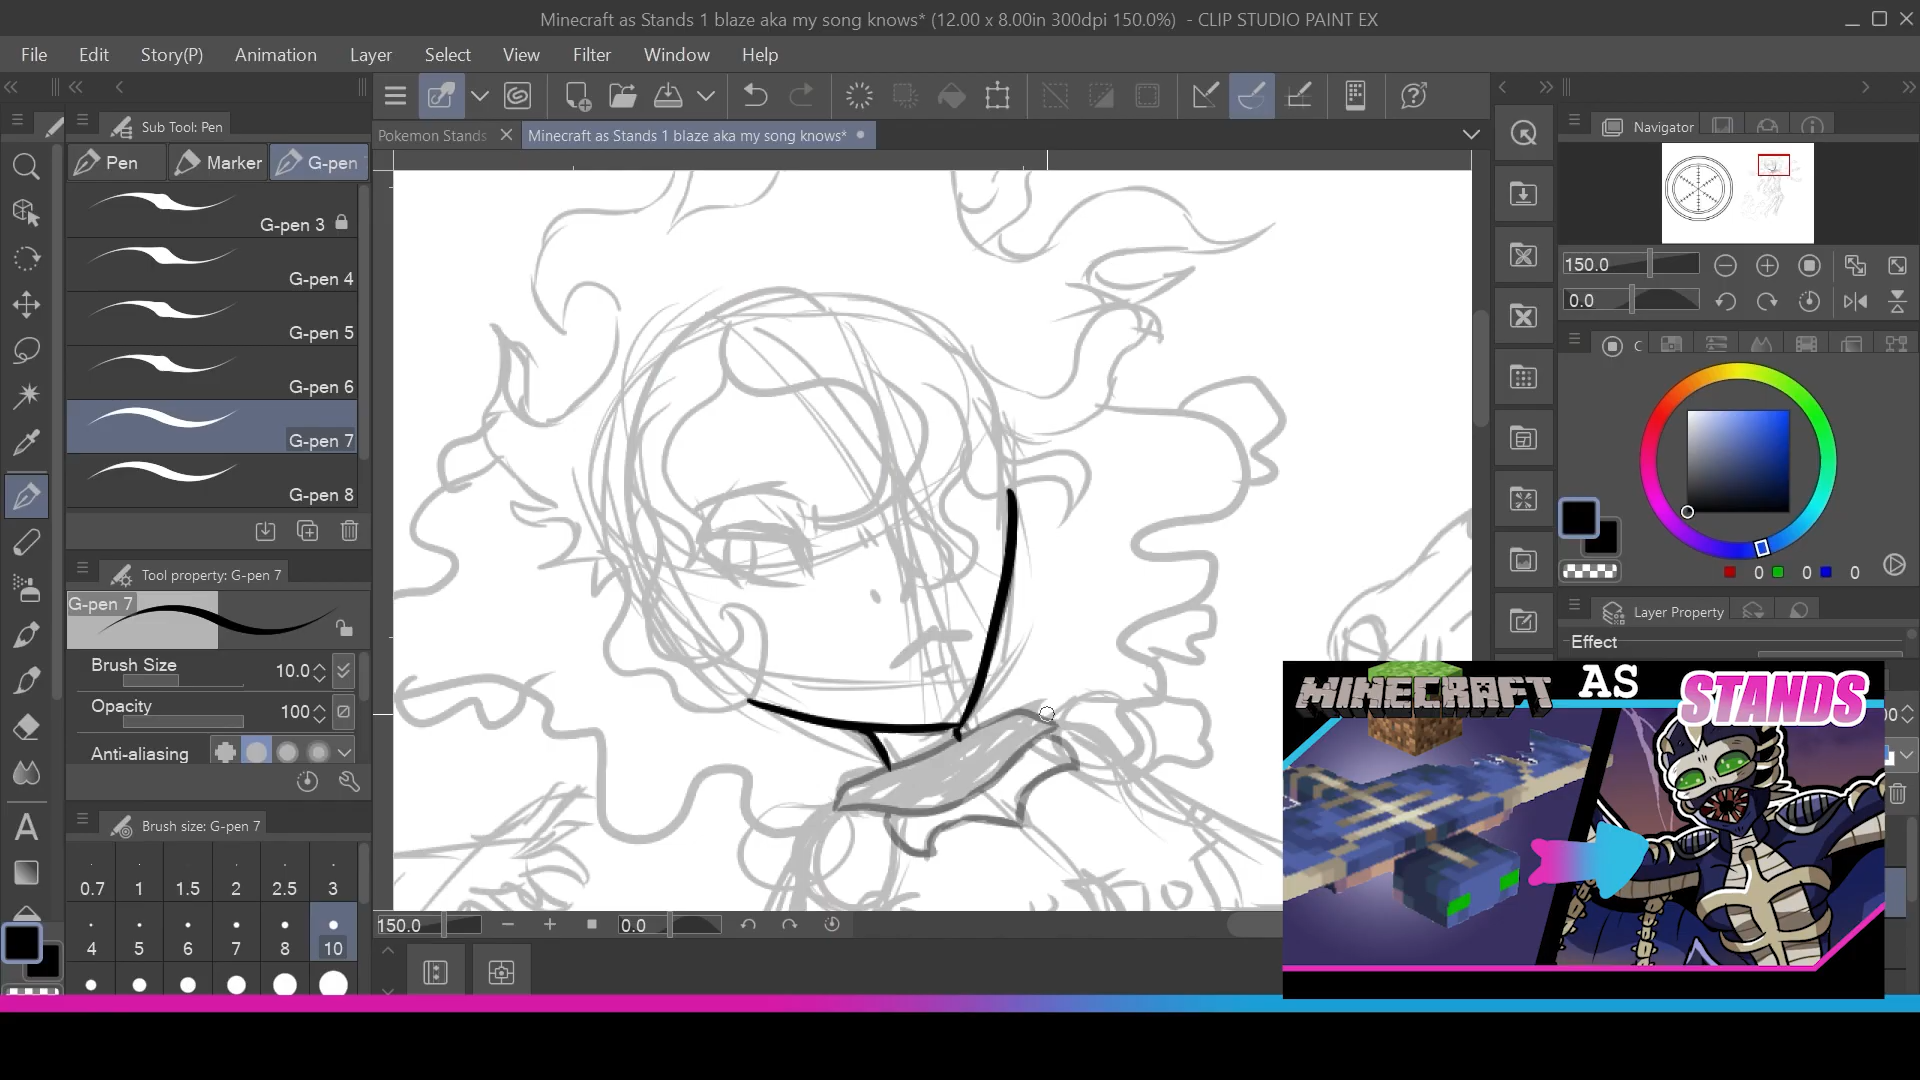 Minecraft as Stands 1 blaze aka my song knows* (12.00 x 8.00in 300dpi 150.0%) - CLIP STUDIO PAINT EX
File Edit Story(P) Animation Layer Select View Filter Window Help
Sub Tool: Pen
Pokemon Stands
Minecraft as Stands 1 blaze aka my song knows*
Navigator
Pen Marker G-pen
G-pen 3
G-pen 4
G-pen 5
G-pen 6
G-pen 7
G-pen 8
150.0
0.0
C
0 0 0
Tool property: G-pen 7
G-pen 7
Brush Size 10.0
Opacity 100
Anti-aliasing
Layer Property
Effect
MINECRAFT AS STANDS
Brush size: G-pen 7
0.7 1 1.5 2 2.5 3
4 5 6 7 8 10
150.0 0.0
A